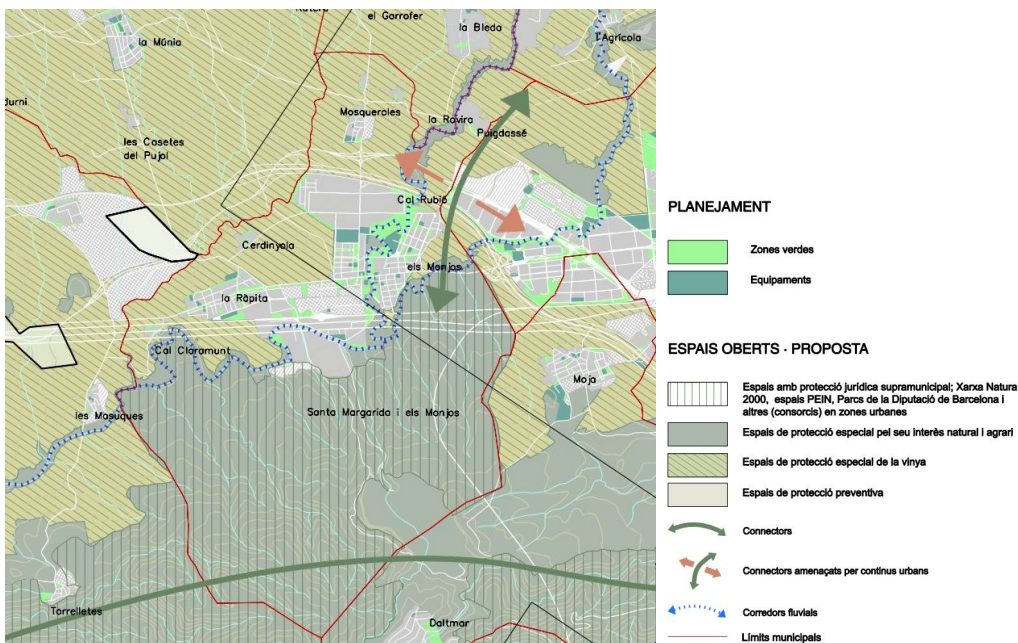 el Garrofer
la Múnia
la Bleda
l'Agrícola
Mosqueroles
la Rovira
Puigdassé
les Casetes
del Pujol
Cal Rubió
Cerdinyola
els Monjos
la Ràpita
Cal Claramunt
Moja
les Masuques
Santa Margarida i els Monjos
Torrelletes
Daltmar
PLANEJAMENT
Zones verdes
Equipaments
ESPAIS OBERTS · PROPOSTA
Espais amb protecció jurídica supramunicipal; Xarxa Natura
2000, espais PEIN, Parcs de la Diputació de Barcelona i
altres (consorcis) en zones urbanes
Espais de protecció especial pel seu interès natural i agrari
Espais de protecció especial de la vinya
Espais de protecció preventiva
Connectors
Connectors amenaçats per continus urbans
Corredors fluvials
Límits municipals